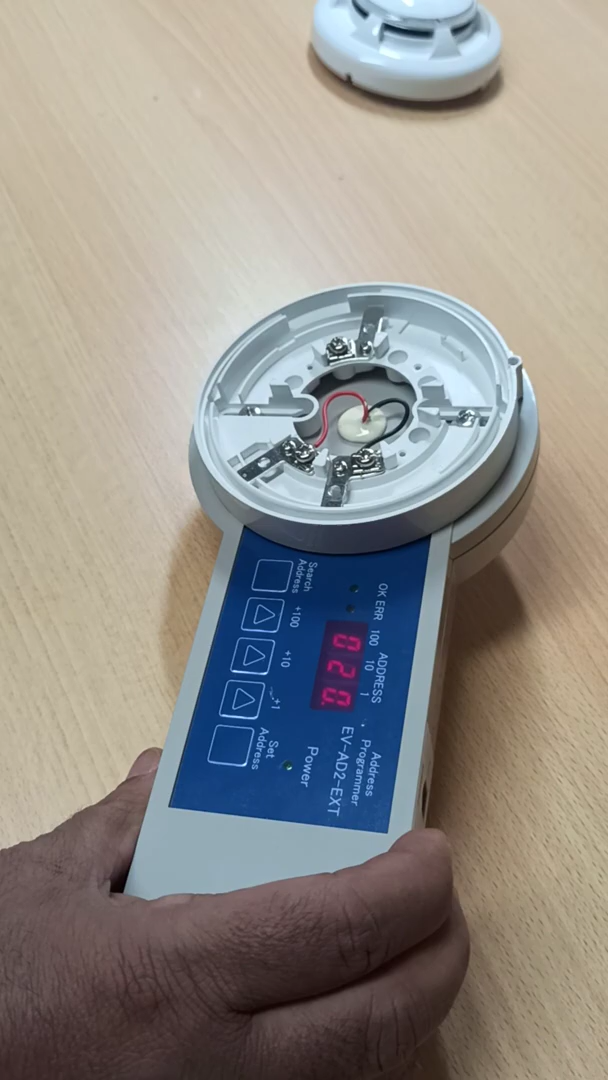 OK ERR
ADDRESS
100 10 1
020.
Address
Programmer
EV-AD2-EXT
Power
Search
Address
+100
+10
+1
Set
Address